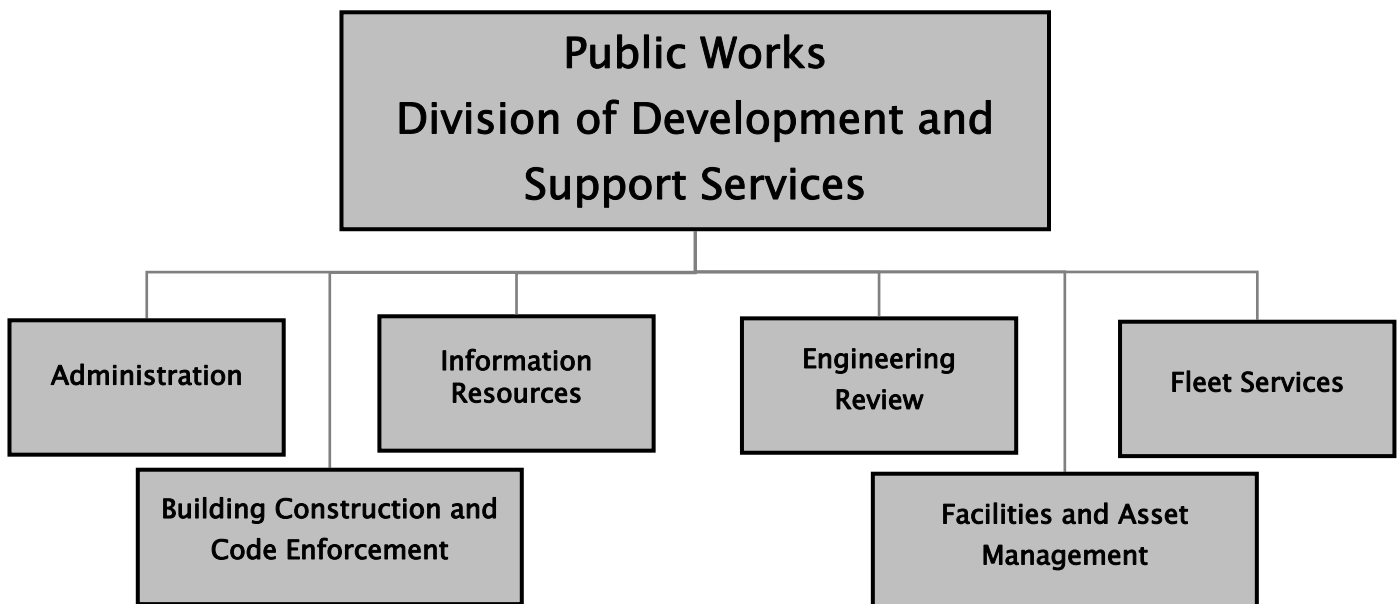 Public Works
Division of Development and
Support Services
Administration
Information
Resources
Engineering
Review
Fleet Services
Building Construction and
Code Enforcement
Facilities and Asset
Management